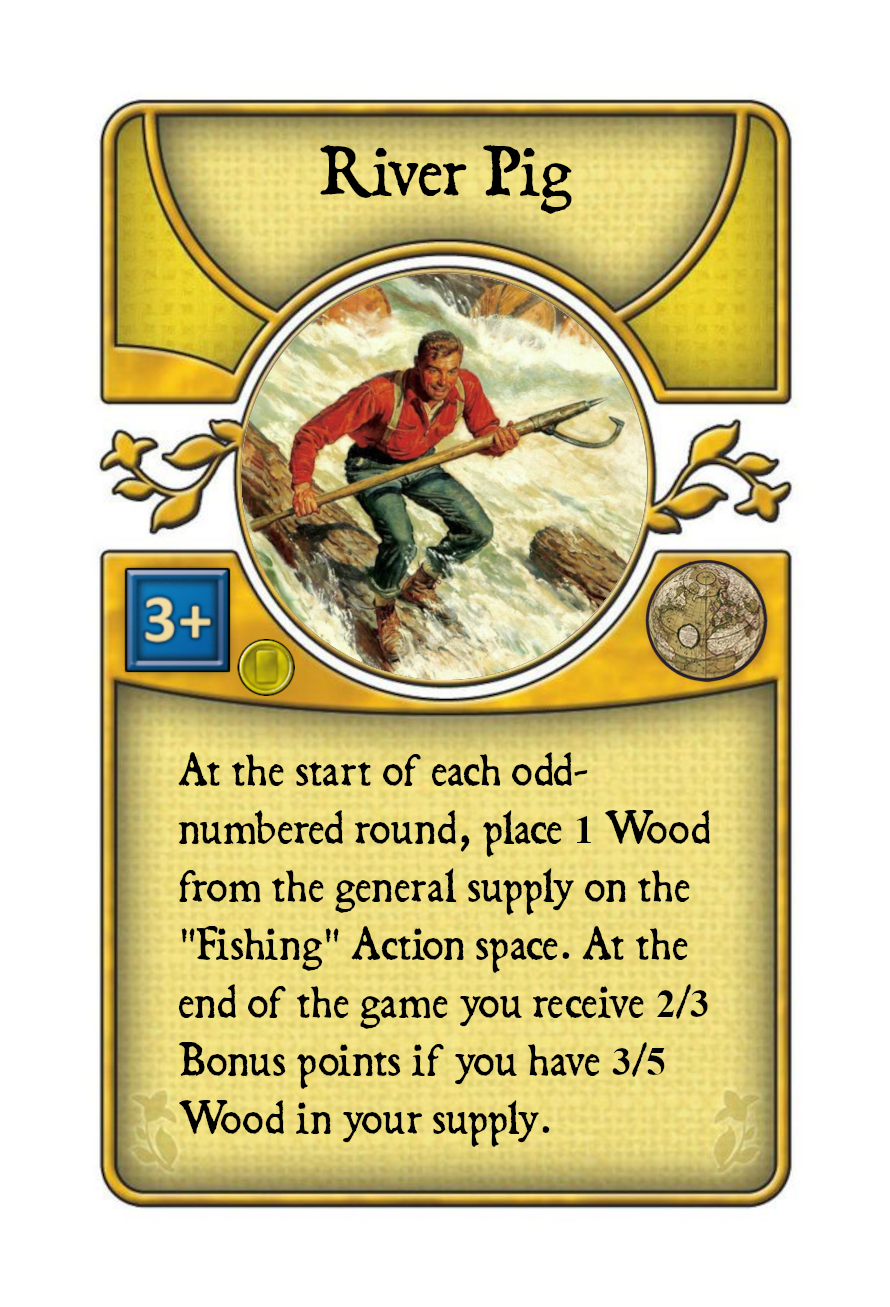 River Pig
3+
At the start of each odd-
numbered round, place 1 Wood
from the general supply on the
"Fishing" Action space. At the
end of the game you receive 2/3
Bonus points if you have 3/5
Wood in your supply.